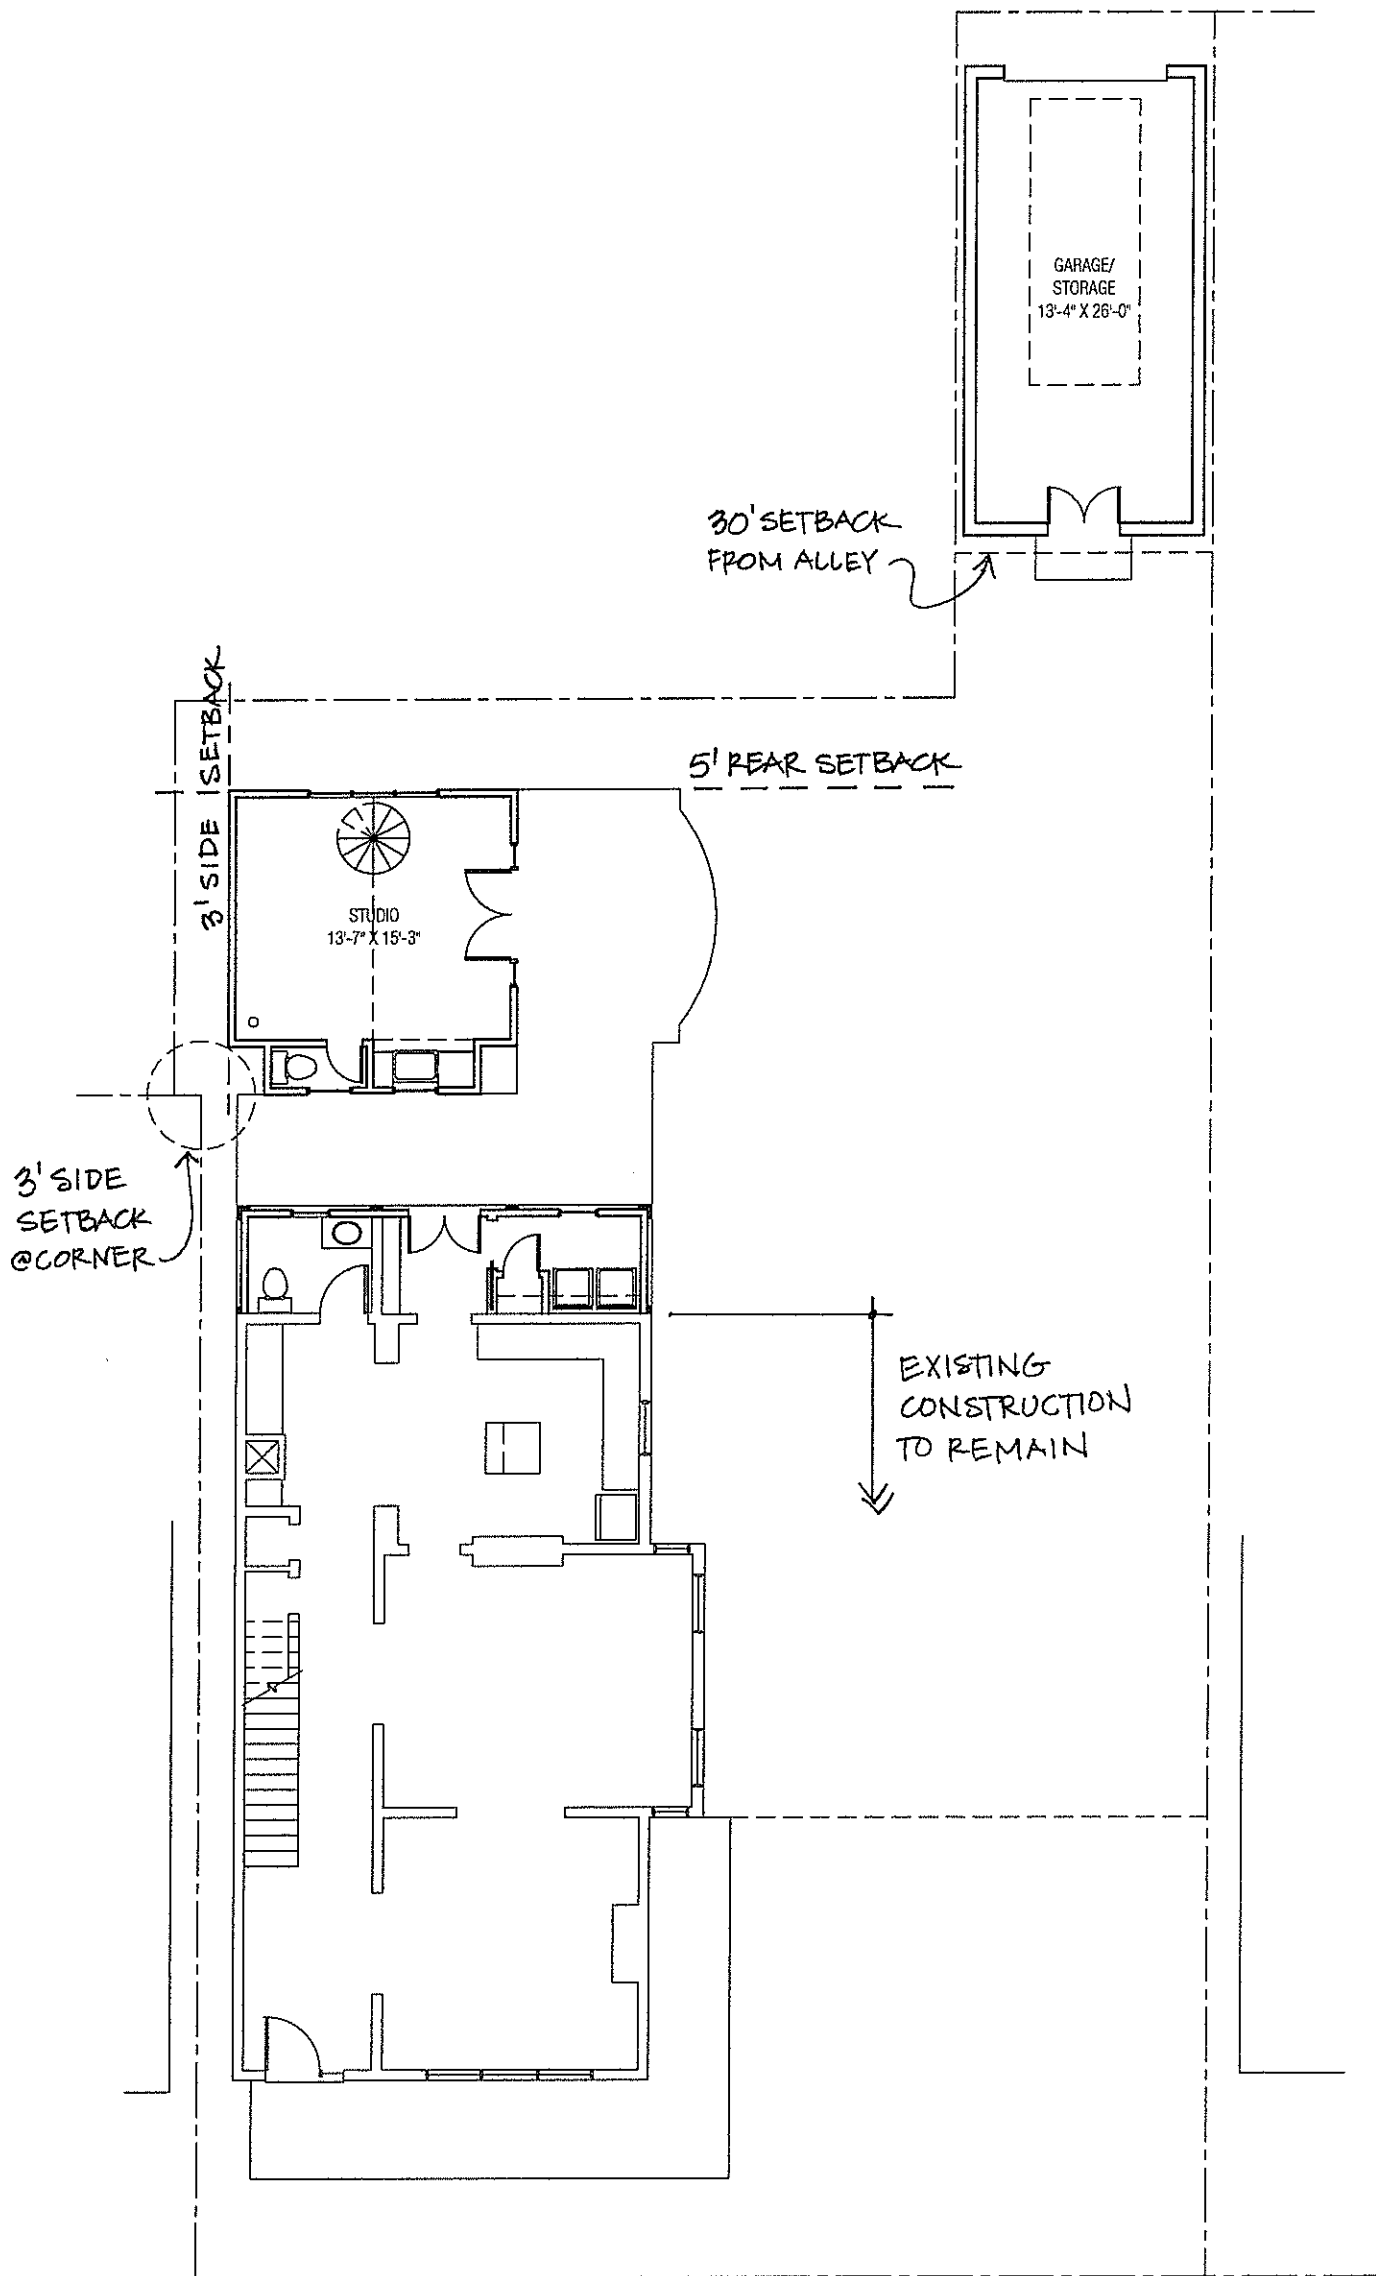 GARAGE/
STORAGE
13'-4" X 26'-0"
30' SETBACK
FROM ALLEY
3' SIDE SETBACK
5' REAR SETBACK
STUDIO
13'-7" X 15'-3"
3' SIDE
SETBACK
@CORNER
EXISTING
CONSTRUCTION
TO REMAIN